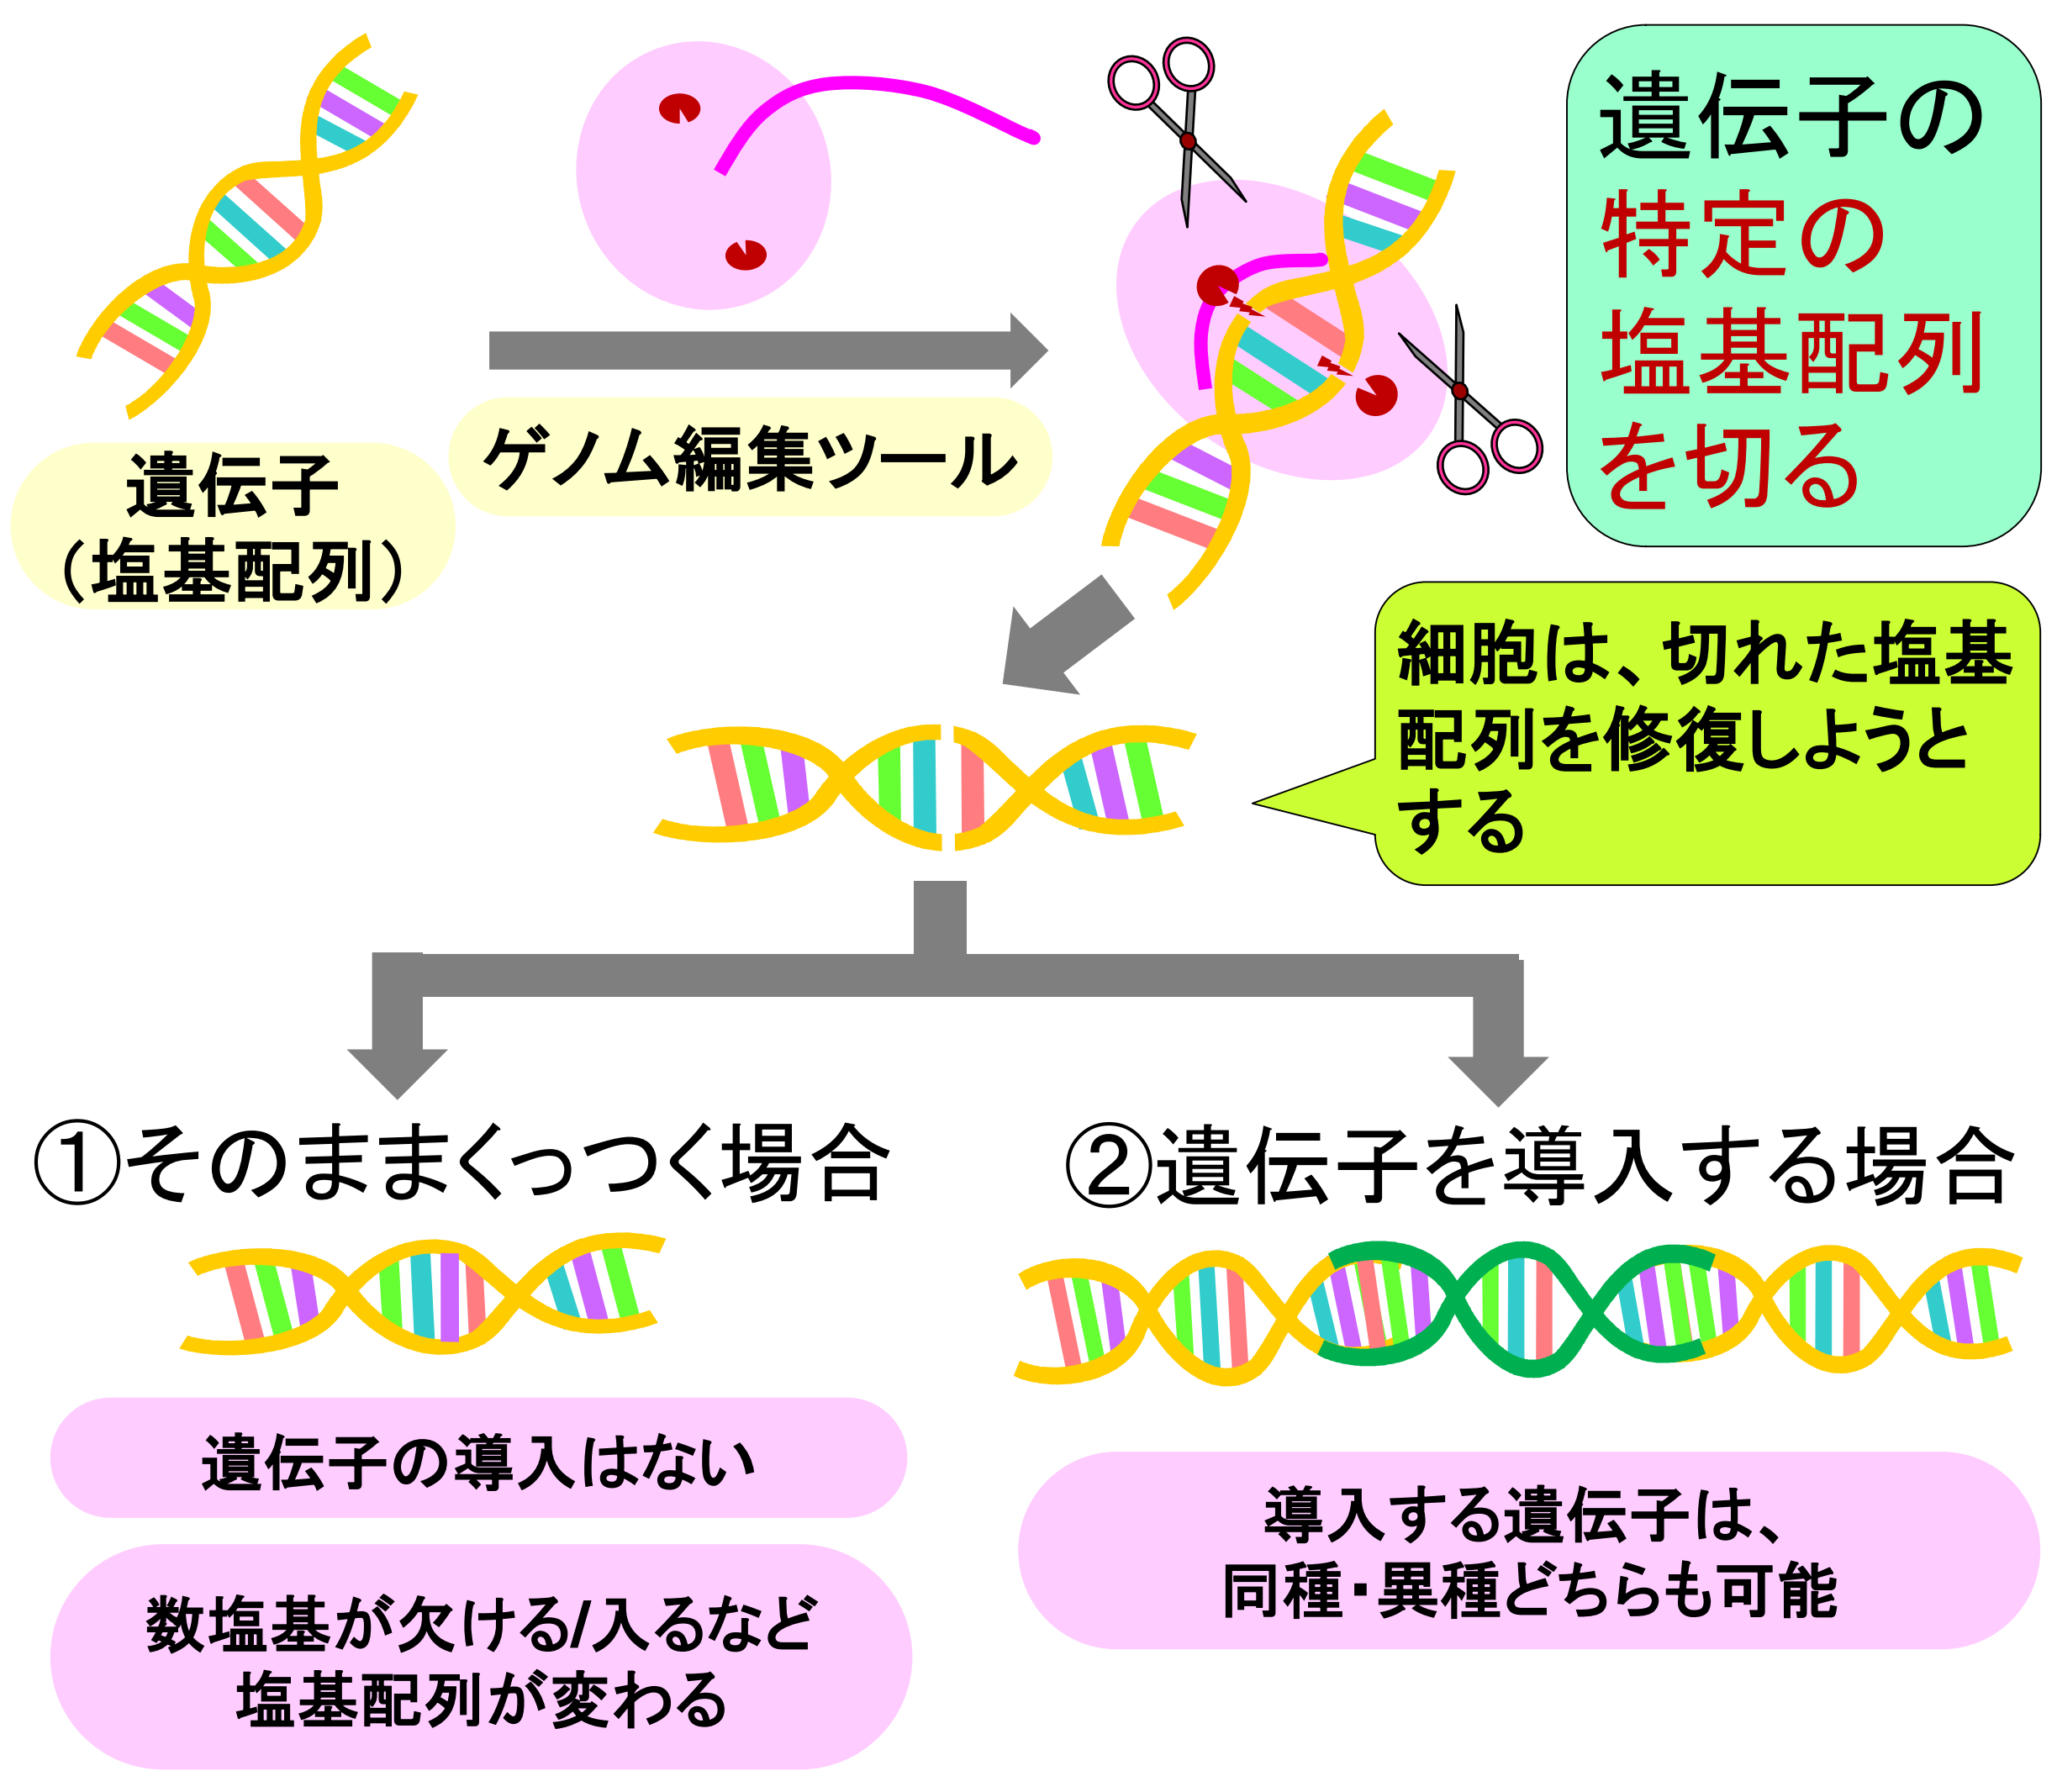 遺伝子の
特定の
塩基配列
を切る
遺伝子
（塩基配列）
ゲノム編集ツール
細胞は、切れた塩基
配列を修復しようと
する
①そのままくっつく場合
②遺伝子を導入する場合
遺伝子の導入はない
数塩基がかける/入るなど
塩基配列が変わる
導入する遺伝子は、
同種・異種どちらも可能